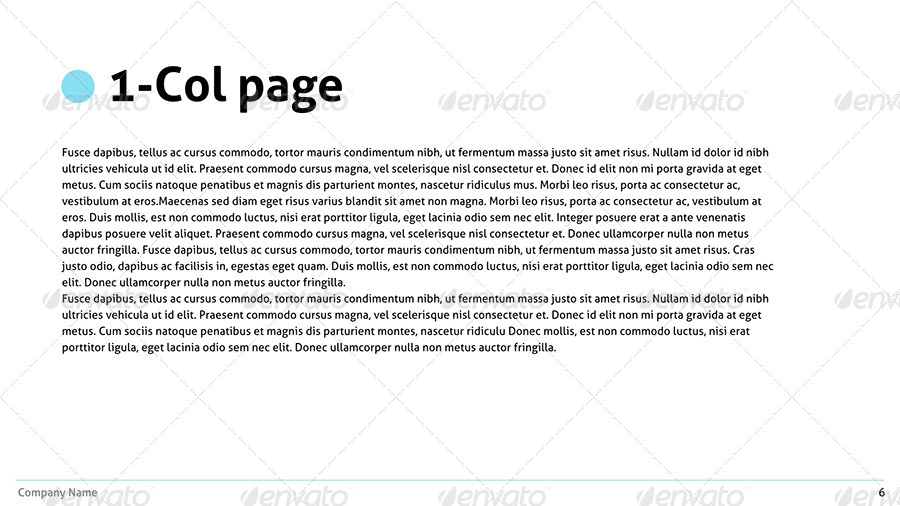 1-Col page
Fusce dapibus, tellus ac cursus commodo, tortor mauris condimentum nibh, ut fermentum massa justo sit amet risus. Nullam id dolor id nibh
ultricies vehicula ut id elit. Praesent commodo cursus magna, vel scelerisque nisl consectetur et. Donec id elit non mi porta gravida at eget
metus. Cum sociis natoque penatibus et magnis dis parturient montes, nascetur ridiculus mus. Morbi leo risus, porta ac consectetur ac,
vestibulum at eros.Maecenas sed diam eget risus varius blandit sit amet non magna. Morbi leo risus, porta ac consectetur ac, vestibulum at
eros. Duis mollis, est non commodo luctus, nisi erat porttitor ligula, eget lacinia odio sem nec elit. Integer posuere erat a ante venenatis
dapibus posuere velit aliquet. Praesent commodo cursus magna, vel scelerisque nisl consectetur et. Donec ullamcorper nulla non metus
auctor fringilla. Fusce dapibus, tellus ac cursus commodo, tortor mauris condimentum nibh, ut fermentum massa justo sit amet risus. Cras
justo odio, dapibus ac facilisis in, egestas eget quam. Duis mollis, est non commodo luctus, nisi erat porttitor ligula, eget lacinia odio sem nec
elit. Donec ullamcorper nulla non metus auctor fringilla.
Fusce dapibus, tellus ac cursus commodo, tortor mauris condimentum nibh, ut fermentum massa justo sit amet risus. Nullam id dolor id nibh
ultricies vehicula ut id elit. Praesent commodo cursus magna, vel scelerisque nisl consectetur et. Donec id elit non mi porta gravida at eget
metus. Cum sociis natoque penatibus et magnis dis parturient montes, nascetur ridiculu Donec mollis, est non commodo luctus, nisi erat
porttitor ligula, eget lacinia odio sem nec elit. Donec ullamcorper nulla non metus auctor fringilla.
Company Name 6
envato envato envato envato
envato envato envato envato
envato envato envato envato